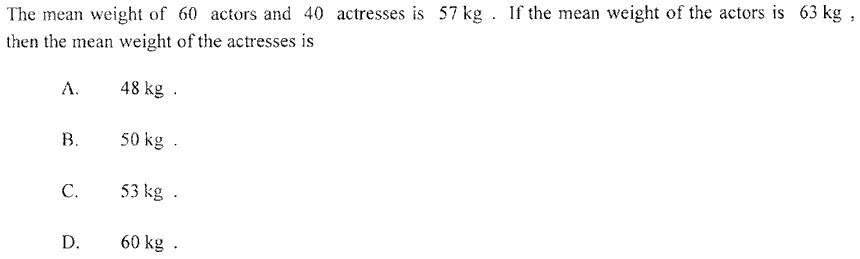 The mean weight of 60 actors and 40 actresses is 57 kg . If the mean weight of the actors is 63 kg ,
then the mean weight of the actresses is
A. 48 kg .
B. 50 kg .
C. 53 kg .
D. 60 kg .